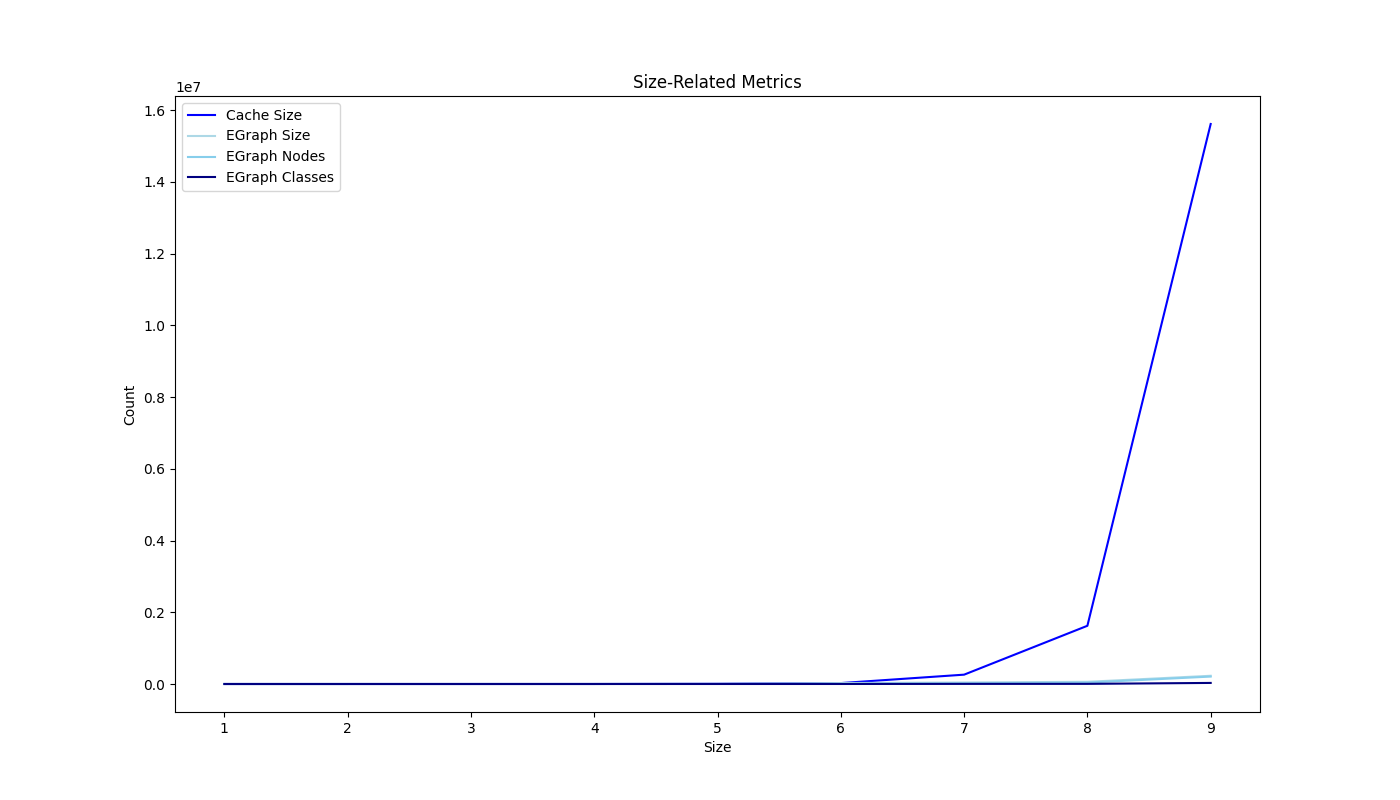 Size-Related Metrics
1e7
1.6
1.4
1.2
1.0
0.8
0.6
0.4
0.2
0.0
Count
Cache Size
EGraph Size
EGraph Nodes
EGraph Classes
1 2 3 4 5 6 7 8 9
Size